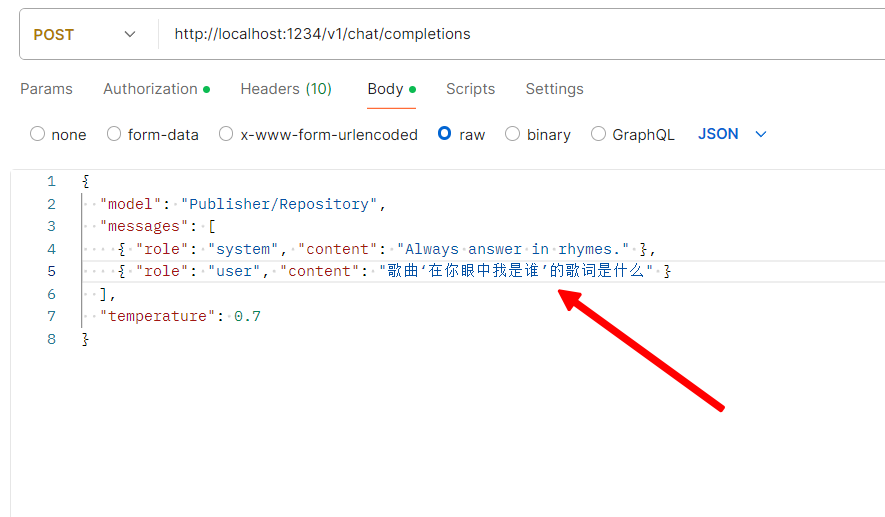 POST http://localhost:1234/v1/chat/completions
Params Authorization Headers (10) Body Scripts Settings
none form-data x-www-form-urlencoded raw binary GraphQL JSON
1 {
2 "model": "Publisher/Repository",
3 "messages": [
4 { "role": "system", "content": "Always answer in rhymes." },
5 { "role": "user", "content": "歌曲‘在你眼中我是谁’的歌词是什么" }
6 ],
7 "temperature": 0.7
8 }